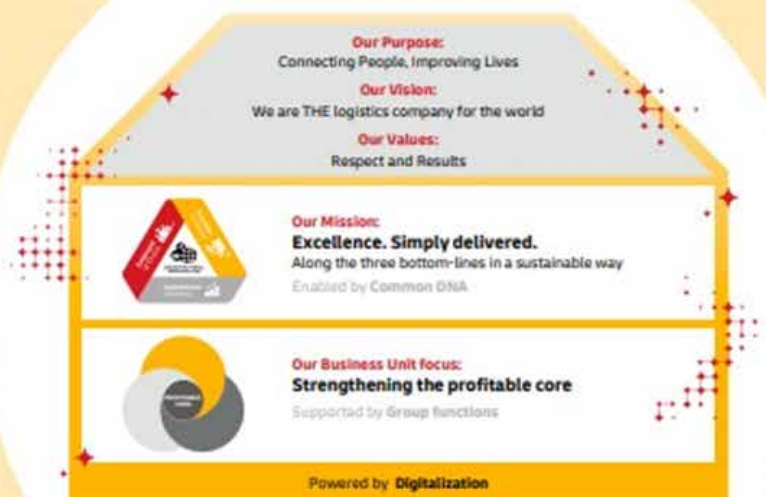 Our Purpose:
Connecting People, Improving Lives
Our Vision:
We are THE logistics company for the world
Our Values:
Respect and Results
Our Mission:
Excellence. Simply delivered.
Along the three bottom-lines in a sustainable way
Enabled by Common DNA
Our Business Unit focus:
Strengthening the profitable core
Supported by Group functions
Powered by Digitalization